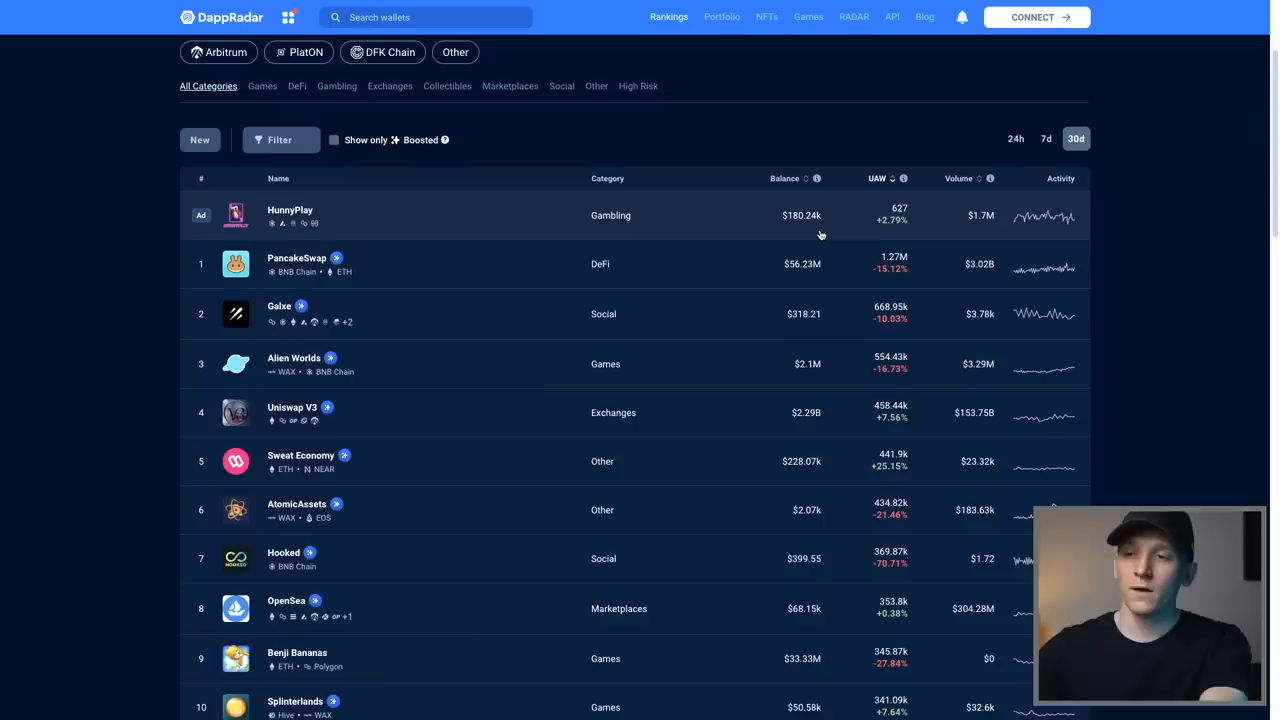 DappRadar
Search wallets
Rankings
Portfolio
NFTs
Games
RADAR
API
Blog
CONNECT →
Arbitrum
PlatON
DFK Chain
Other
All Categories
Games
DeFi
Gambling
Exchanges
Collectibles
Marketplaces
Social
Other
High Risk
New
Filter
Show only Boosted
24h
7d
30d
# Name Category Balance UAW Volume Activity
Ad HunnyPlay Gambling $180.24k 627 $1.7M
+2.79%
1 PancakeSwap DeFi $56.23M 1.27M $3.02B
BNB Chain • ETH -15.12%
2 Galxe Social $318.21 668.95k $3.78k
+2 -10.03%
3 Alien Worlds Games $2.1M 554.43k $3.29M
WAX • BNB Chain -16.73%
4 Uniswap V3 Exchanges $2.29B 458.44k $153.75B
OP +7.56%
5 Sweat Economy Other $228.07k 441.9k $23.32k
ETH • NEAR +25.15%
6 AtomicAssets Other $2.07k 434.82k $183.63k
WAX • EOS -21.46%
7 Hooked Social $399.55 369.87k $1.72
HOOKED BNB Chain -70.71%
8 OpenSea Marketplaces $68.15k 353.8k $304.28M
OP +1 +0.38%
9 Benji Bananas Games $33.33M 345.87k $0
ETH • Polygon -27.84%
10 Splinterlands Games $50.58k 341.09k $32.6k
Hive • WAX +7.64%